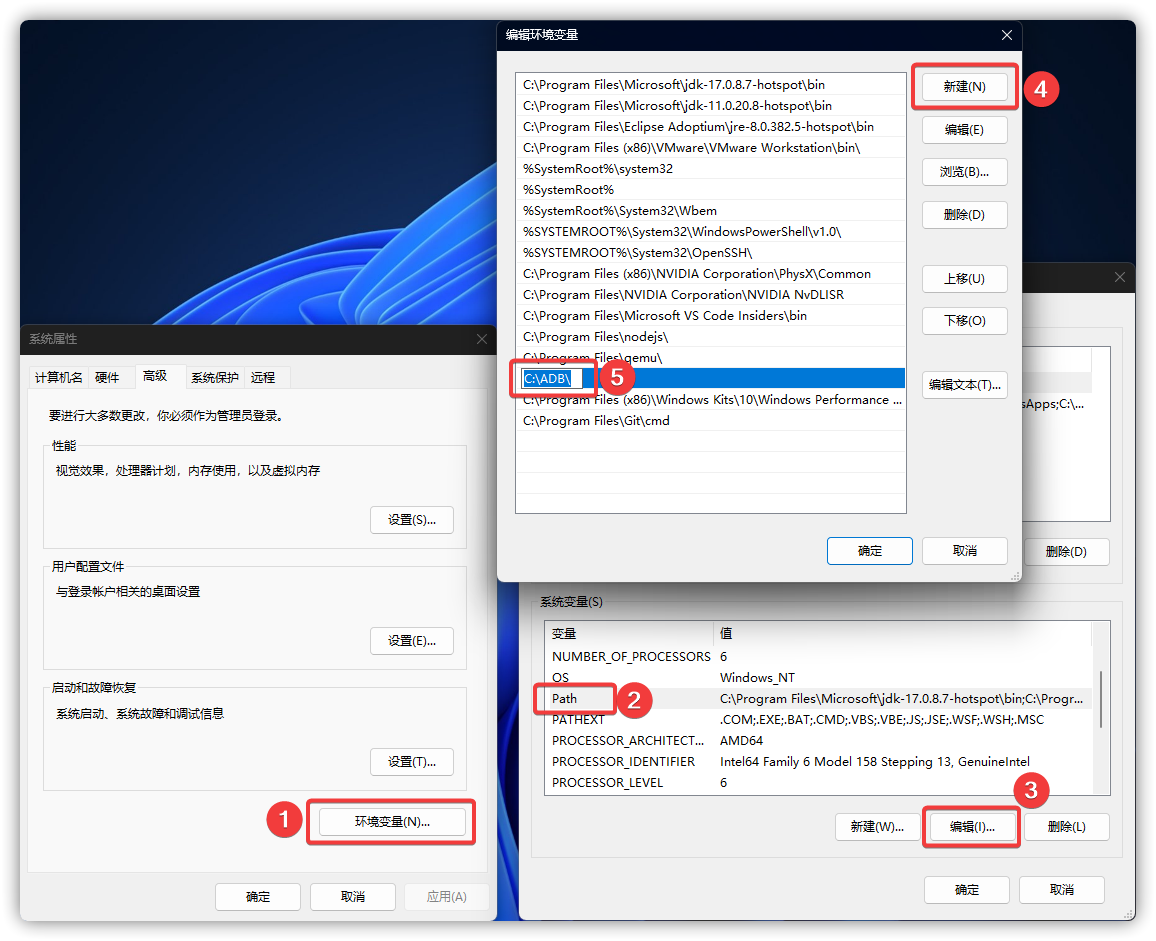 编辑环境变量
C:\Program Files\Microsoft\jdk-17.0.8.7-hotspot\bin
C:\Program Files\Microsoft\jdk-11.0.20.8-hotspot\bin
C:\Program Files\Eclipse Adoptium\jre-8.0.382.5-hotspot\bin
C:\Program Files (x86)\VMware\VMware Workstation\bin\
%SystemRoot%\system32
%SystemRoot%
%SystemRoot%\System32\Wbem
%SYSTEMROOT%\System32\WindowsPowerShell\v1.0\
%SYSTEMROOT%\System32\OpenSSH\
C:\Program Files (x86)\NVIDIA Corporation\PhysX\Common
C:\Program Files\NVIDIA Corporation\NVIDIA NvDLISR
C:\Program Files\Microsoft VS Code Insiders\bin
C:\Program Files\nodejs\
C:\Program Files\qemu\
C:\ADB\
5
C:\Program Files (x86)\Windows Kits\10\Windows Performance ...
C:\Program Files\Git\cmd
新建(N)
4
编辑(E)
浏览(B)...
删除(D)
上移(U)
下移(O)
编辑文本(T)...
确定
取消
sApps;C:\...
删除(D)
系统属性
计算机名
硬件
高级
系统保护
远程
要进行大多数更改，你必须作为管理员登录。
性能
视觉效果，处理器计划，内存使用，以及虚拟内存
设置(S)...
用户配置文件
与登录帐户相关的桌面设置
设置(E)...
启动和故障恢复
系统启动、系统故障和调试信息
设置(T)...
1
环境变量(N)...
确定
取消
应用(A)
系统变量(S)
变量 值
NUMBER_OF_PROCESSORS 6
OS Windows_NT
Path 2 C:\Program Files\Microsoft\jdk-17.0.8.7-hotspot\bin;C:\Progr...
PATHEXT .COM;.EXE;.BAT;.CMD;.VBS;.VBE;.JS;.JSE;.WSF;.WSH;.MSC
PROCESSOR_ARCHITECT... AMD64
PROCESSOR_IDENTIFIER Intel64 Family 6 Model 158 Stepping 13, GenuineIntel
PROCESSOR_LEVEL 6
3
新建(W)...
编辑(I)...
删除(L)
确定
取消